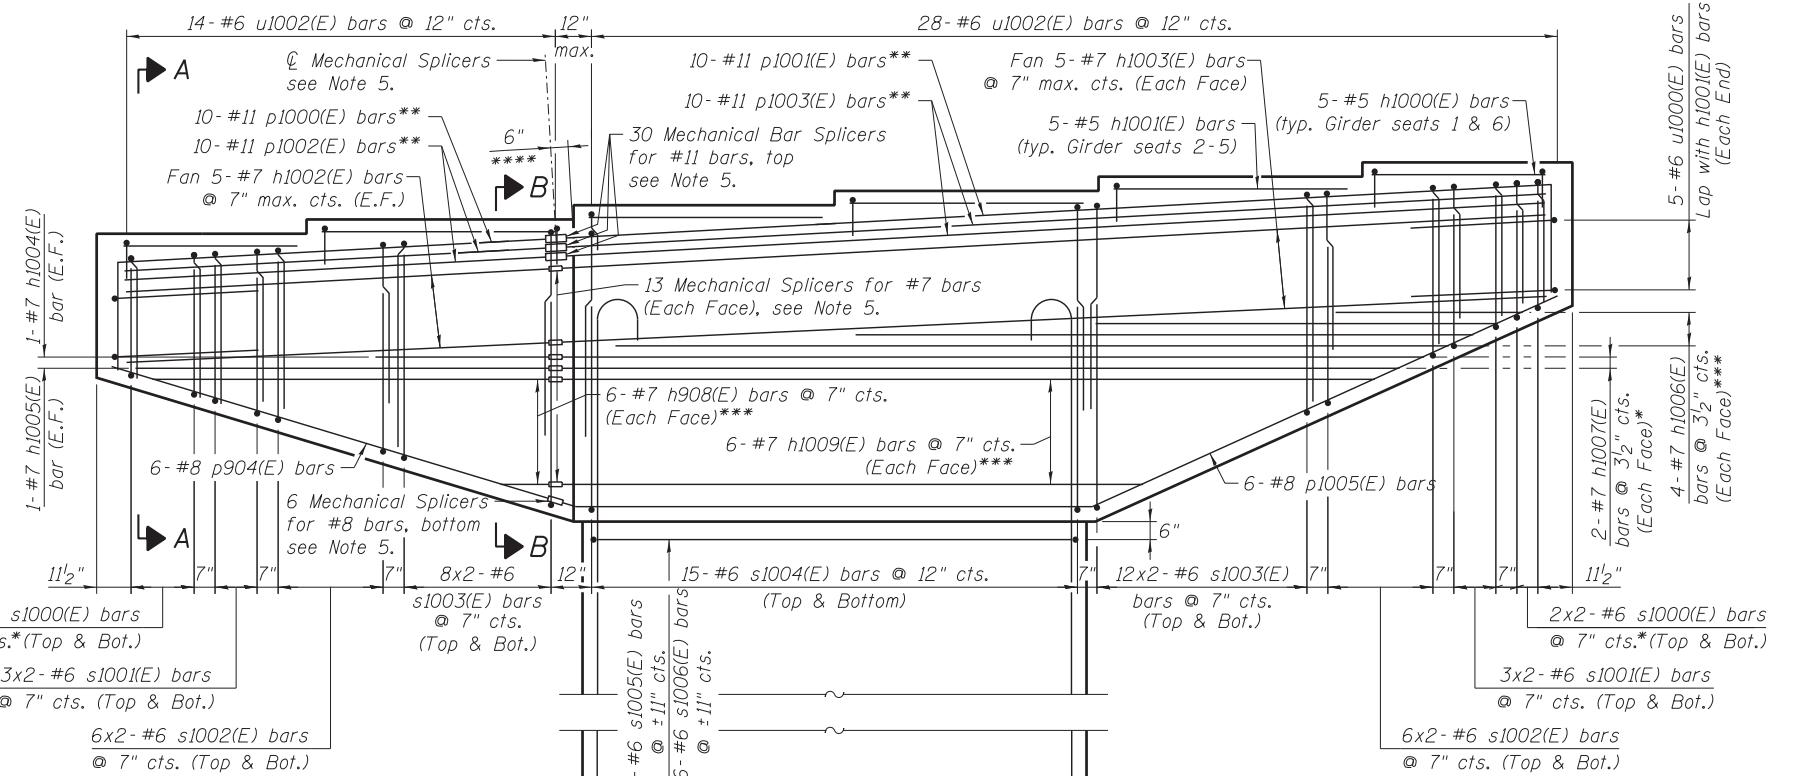 14- #6 u1002(E) bars @ 12" cts.
12"
max.
28- #6 u1002(E) bars @ 12" cts.
A
℄ Mechanical Splicers
see Note 5.
10- #11 p1001(E) bars**
Fan 5- #7 h1003(E) bars
@ 7" max. cts. (Each Face)
10- #11 p1000(E) bars**
10- #11 p1003(E) bars**
5- #5 h1000(E) bars
(typ. Girder seats 1 & 6)
5- #6 u1000(E) bars
Lap with h1001(E) bars
(Each End)
10- #11 p1002(E) bars**
6"
****
30 Mechanical Bar Splicers
for #11 bars, top
see Note 5.
5- #5 h1001(E) bars
(typ. Girder seats 2-5)
Fan 5- #7 h1002(E) bars
@ 7" max. cts. (E.F.)
B
1- #7 h1004(E)
bar (E.F.)
13 Mechanical Splicers for #7 bars
(Each Face), see Note 5.
1- #7 h1005(E)
bar (E.F.)
6- #7 h908(E) bars @ 7" cts.
(Each Face)***
6- #7 h1009(E) bars @ 7" cts.
(Each Face)***
2- #7 h1007(E)
bars @ 3½" cts.
(Each Face)*
4- #7 h1006(E)
bars @ 3½" cts.
(Each Face)***
6- #8 p904(E) bars
6- #8 p1005(E) bars
6 Mechanical Splicers
for #8 bars, bottom
see Note 5.
A
B
6"
11½"
7"
7"
7"
8x2- #6
s1003(E) bars
@ 7" cts.
(Top & Bottom)
12"
15- #6 s1004(E) bars @ 12" cts.
(Top & Bottom)
7"
12x2- #6 s1003(E)
bars @ 7" cts.
(Top & Bot.)
7"
7"
7"
11½"
s1000(E) bars
s.*(Top & Bot.)
3x2- #6 s1001(E) bars
@ 7" cts. (Top & Bot.)
6x2- #6 s1002(E) bars
@ 7" cts. (Top & Bot.)
- #6 s1005(E) bars
@ ±11" cts.
6- #6 s1006(E) bars
@ ±11" cts.
2x2- #6 s1000(E) bars
@ 7" cts.*(Top & Bot.)
3x2- #6 s1001(E) bars
@ 7" cts. (Top & Bot.)
6x2- #6 s1002(E) bars
@ 7" cts. (Top & Bot.)